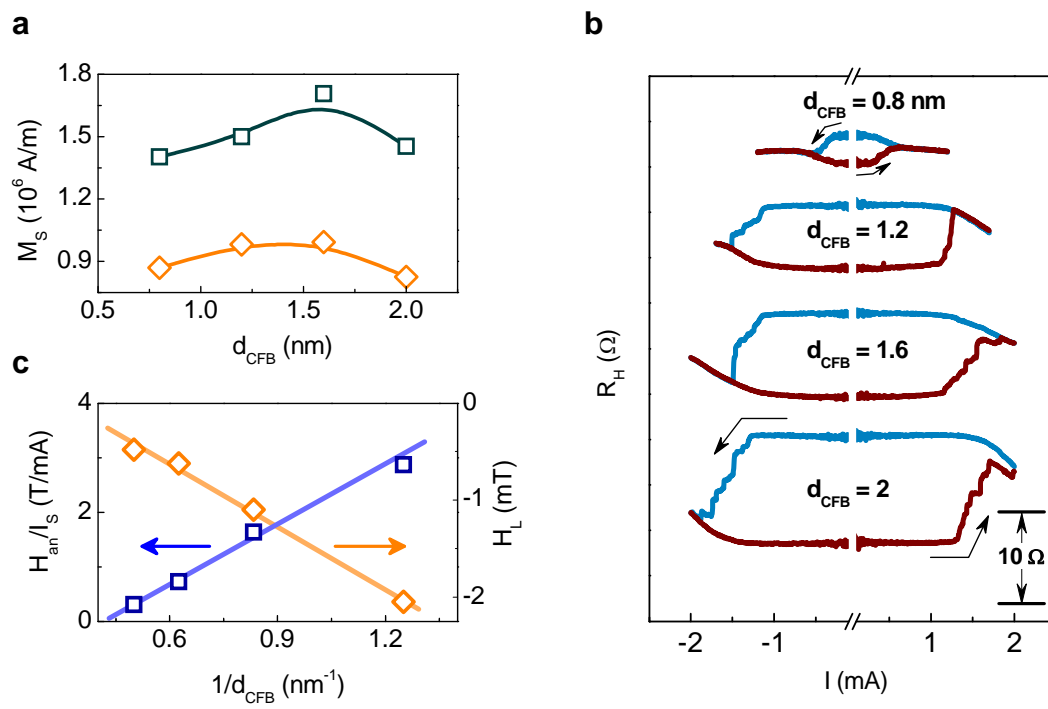 a
1.8
1.5
1.2
0.9
M_S (10^6 A/m)
0.5 1.0 1.5 2.0
d_CFB (nm)
b
d_CFB = 0.8 nm
d_CFB = 1.2
d_CFB = 1.6
d_CFB = 2
10 Ω
R_H (Ω)
-2 -1 1 2
I (mA)
c
4
2
0
H_an/I_S (T/mA)
0
-1
-2
H_L (mT)
0.6 0.9 1.2
1/d_CFB (nm^-1)